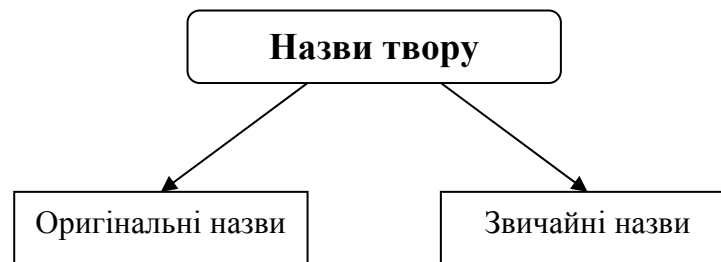 Назви твору
Оригінальні назви
Звичайні назви